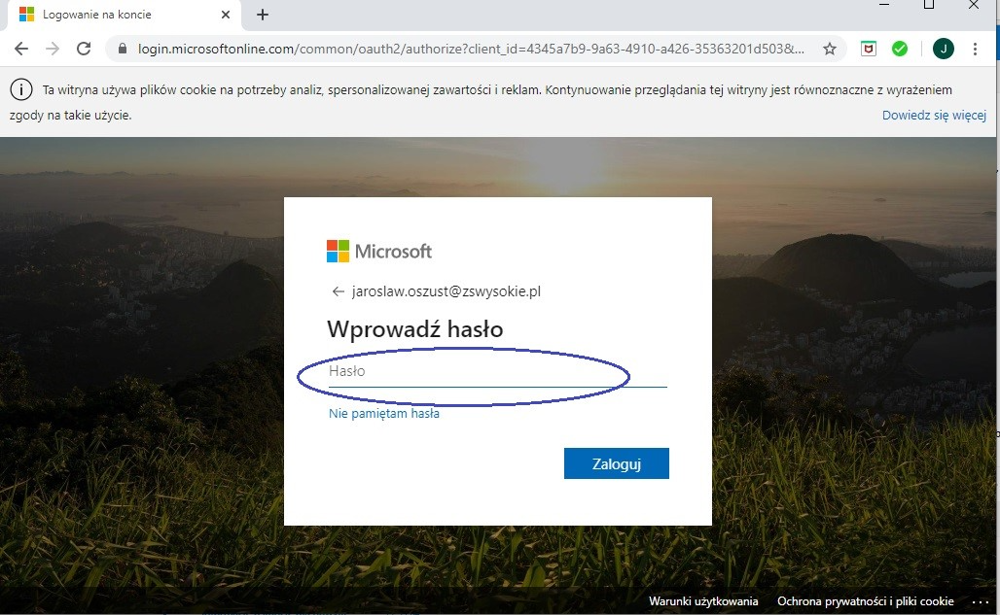 Logowanie na koncie
login.microsoftonline.com/common/oauth2/authorize?client_id=4345a7b9-9a63-4910-a426-35363201d503&...
J
Ta witryna używa plików cookie na potrzeby analiz, spersonalizowanej zawartości i reklam. Kontynuowanie przeglądania tej witryny jest równoznaczne z wyrażeniem
zgody na takie użycie.
Dowiedz się więcej
Microsoft
jaroslaw.oszust@zswysokie.pl
Wprowadź hasło
Hasło
Nie pamiętam hasła
Zaloguj
Warunki użytkowania
Ochrona prywatności i pliki cookie
...